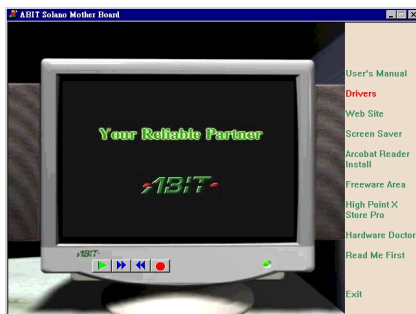 ABIT Solano Mother Board
User's Manual
Drivers
Web Site
Screen Saver
Arcobat Reader
Install
Freeware Area
High Point X
Store Pro
Hardware Doctor
Read Me First
Exit
Your Reliable Partner
ABIT
ABIT